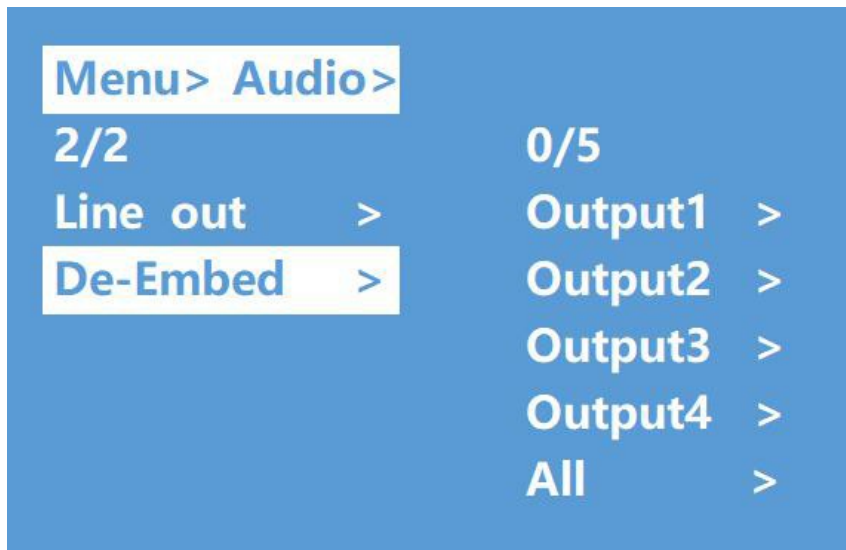 Menu> Audio>
2/2
Line out >
De-Embed >
0/5
Output1 >
Output2 >
Output3 >
Output4 >
All >